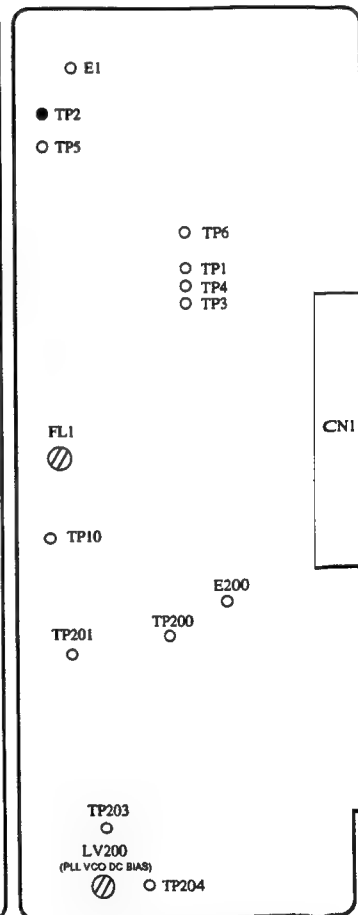 E1
TP2
TP5
TP6
TP1
TP4
TP3
CN1
FL1
TP10
E200
TP200
TP201
TP203
LV200
(PLL VCO DC BIAS)
TP204